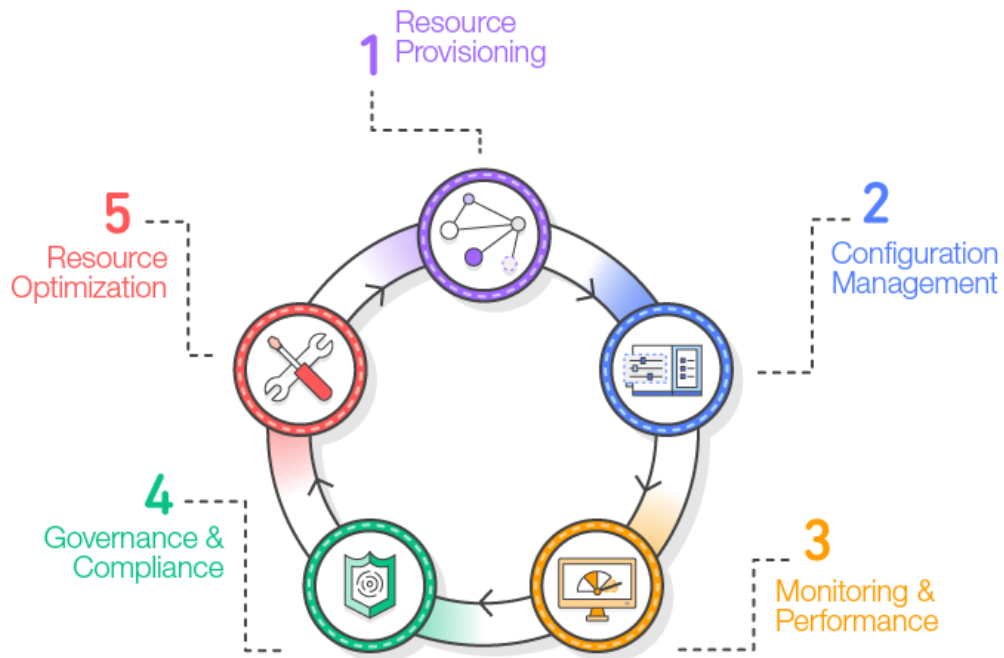 1
Resource
Provisioning
2
Configuration
Management
3
Monitoring &
Performance
4
Governance &
Compliance
5
Resource
Optimization